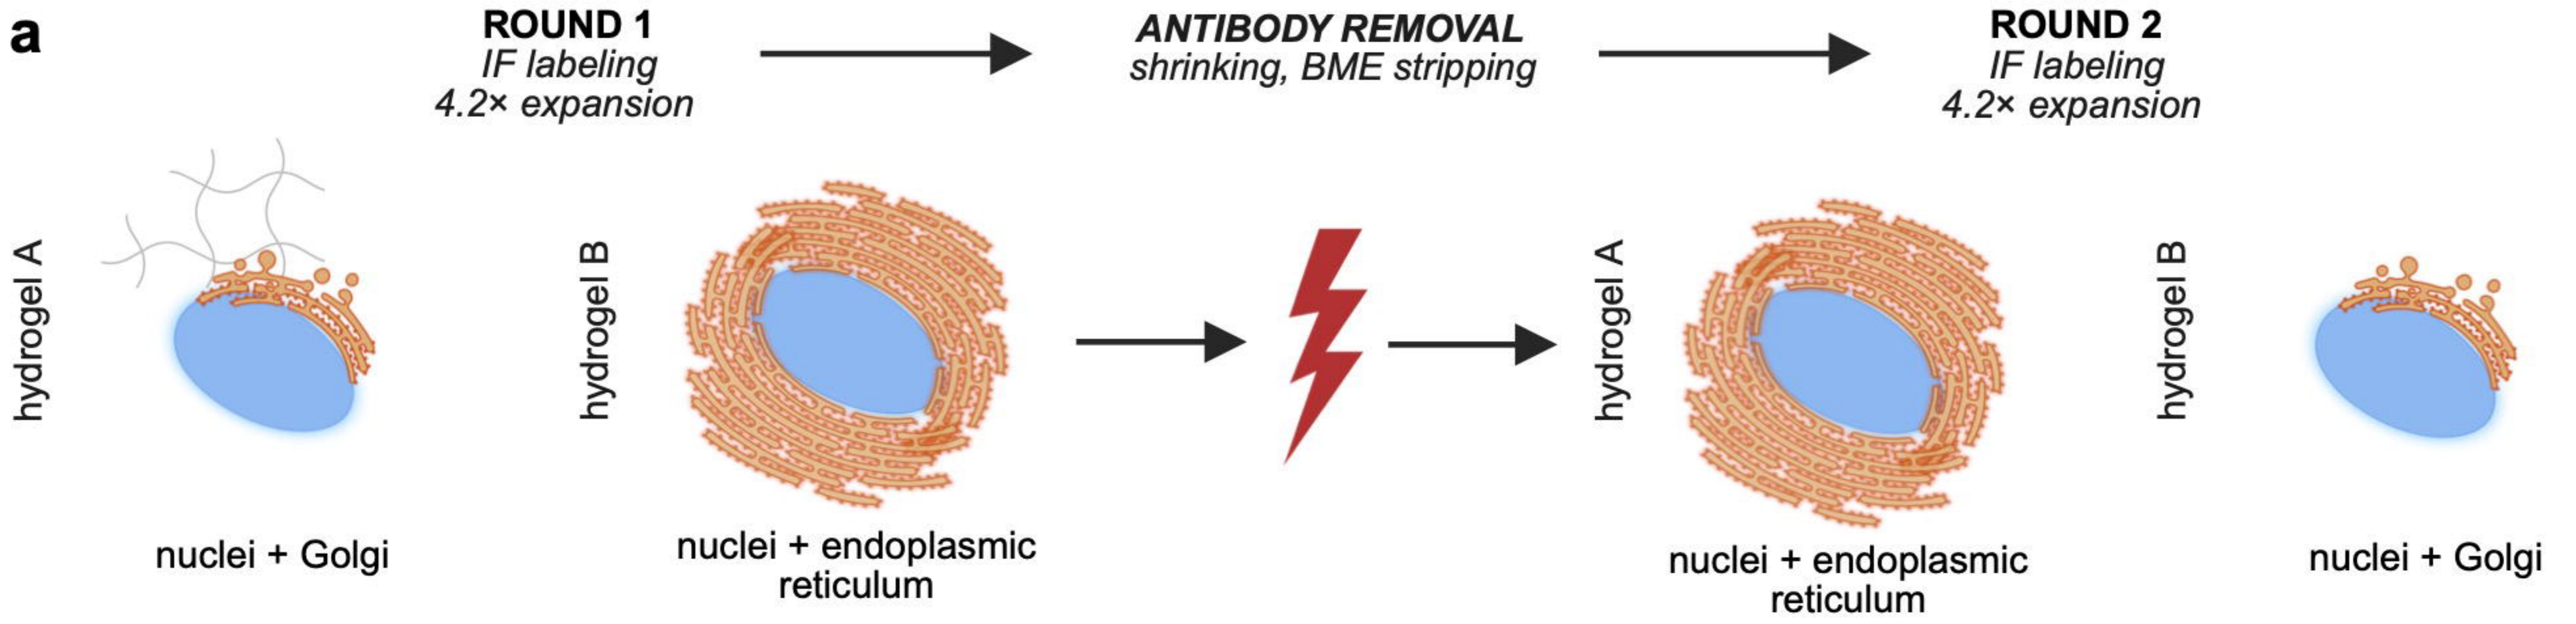 a
ROUND 1
IF labeling
4.2× expansion
ANTIBODY REMOVAL
shrinking, BME stripping
ROUND 2
IF labeling
4.2× expansion
hydrogel A
nuclei + Golgi
hydrogel B
nuclei + endoplasmic
reticulum
hydrogel A
nuclei + endoplasmic
reticulum
hydrogel B
nuclei + Golgi